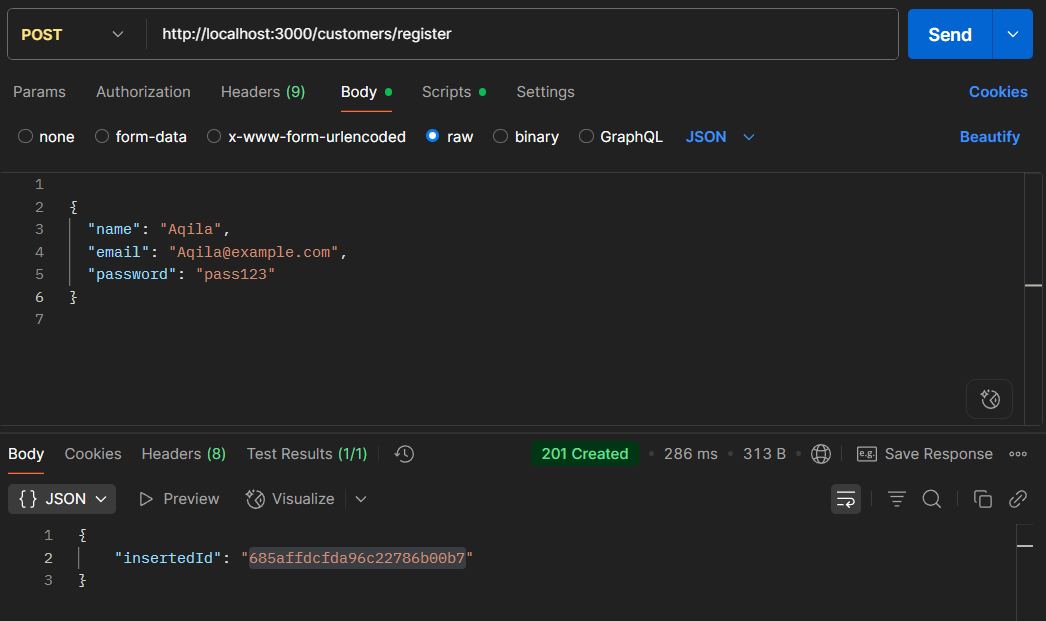 POST http://localhost:3000/customers/register Send
Params Authorization Headers (9) Body Scripts Settings Cookies
none form-data x-www-form-urlencoded raw binary GraphQL JSON Beautify
1
2 {
3 "name": "Aqila",
4 "email": "Aqila@example.com",
5 "password": "pass123"
6 }
7
Body Cookies Headers (8) Test Results (1/1) 201 Created 286 ms 313 B e.g. Save Response
{} JSON Preview Visualize
1 {
2 "insertedId": "685affdcfda96c22786b00b7"
3 }